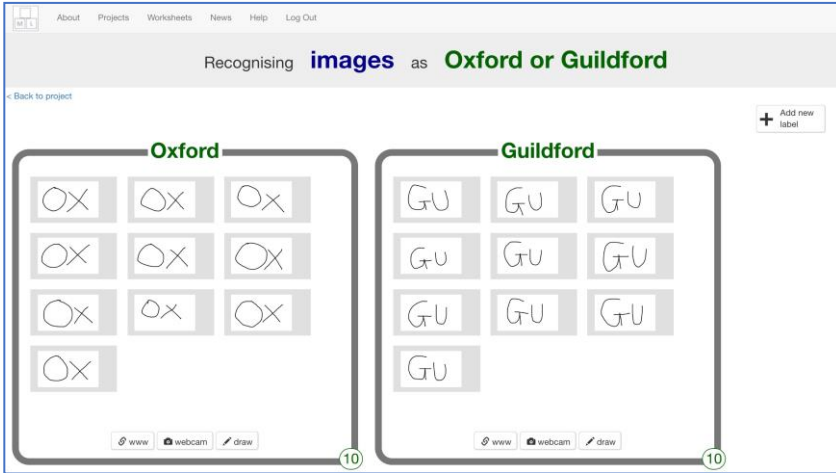 About Projects Worksheets News Help Log Out
Recognising images as Oxford or Guildford
< Back to project
+ Add new
label
Oxford
OX OX OX
OX OX OX
OX OX OX
OX
www webcam draw
10
Guildford
GU GU GU
GU GU GU
GU GU GU
GU
www webcam draw
10